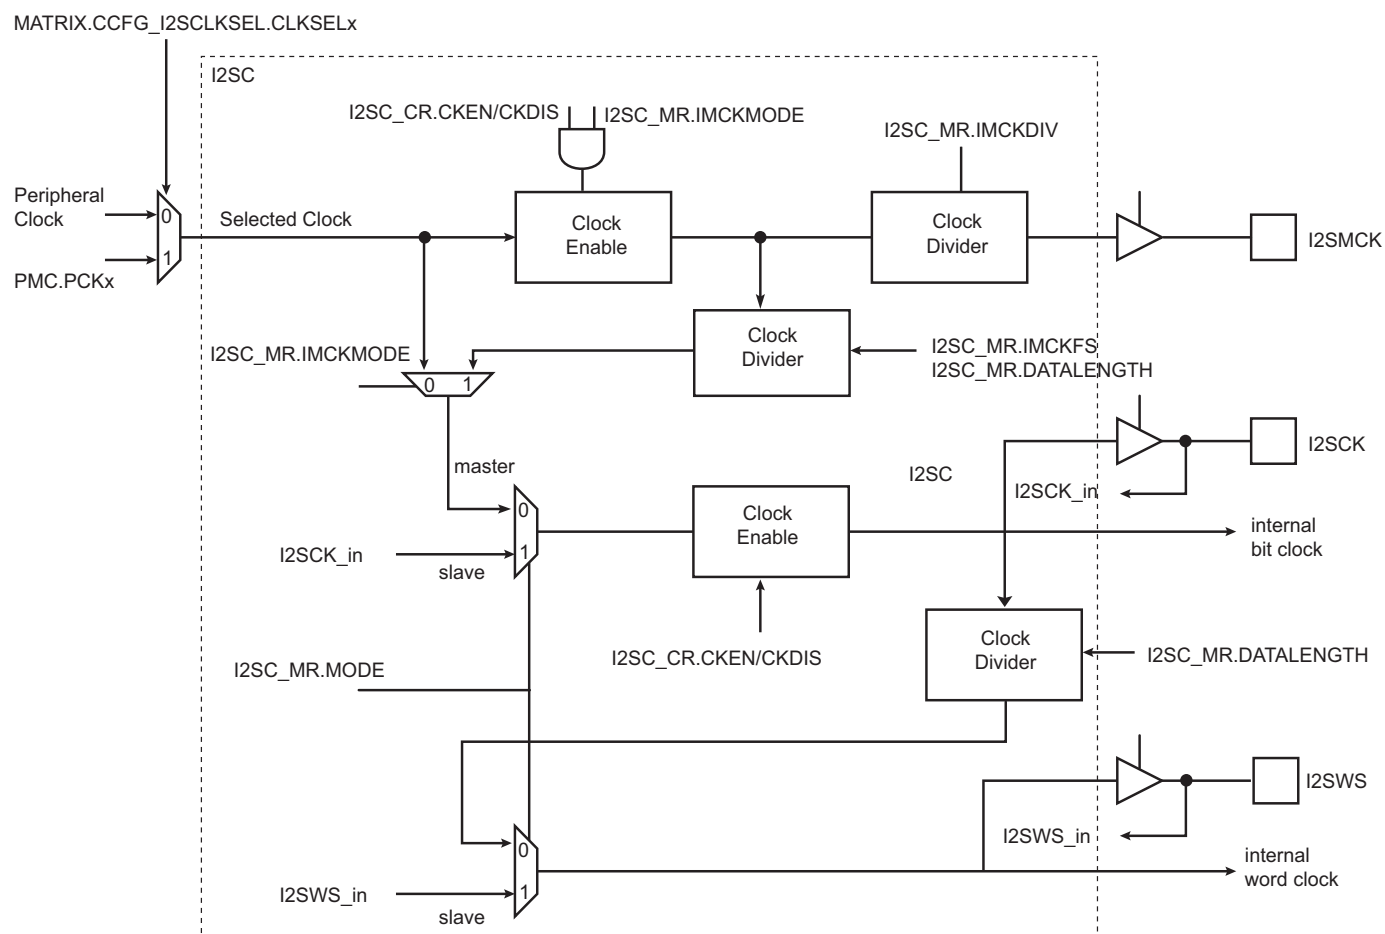 MATRIX.CCFG_I2SCLKSEL.CLKSELx
I2SC
I2SC_CR.CKEN/CKDIS
I2SC_MR.IMCKMODE
I2SC_MR.IMCKDIV
Peripheral
Clock
0
1
PMC.PCKx
Selected Clock
Clock
Enable
Clock
Divider
I2SMCK
I2SC_MR.IMCKMODE
0 1
Clock
Divider
I2SC_MR.IMCKFS
I2SC_MR.DATALENGTH
master
I2SC
I2SCK
I2SCK_in
0
1
I2SCK_in
slave
Clock
Enable
internal
bit clock
I2SC_CR.CKEN/CKDIS
I2SC_MR.MODE
Clock
Divider
I2SC_MR.DATALENGTH
I2SWS
I2SWS_in
0
1
I2SWS_in
slave
internal
word clock